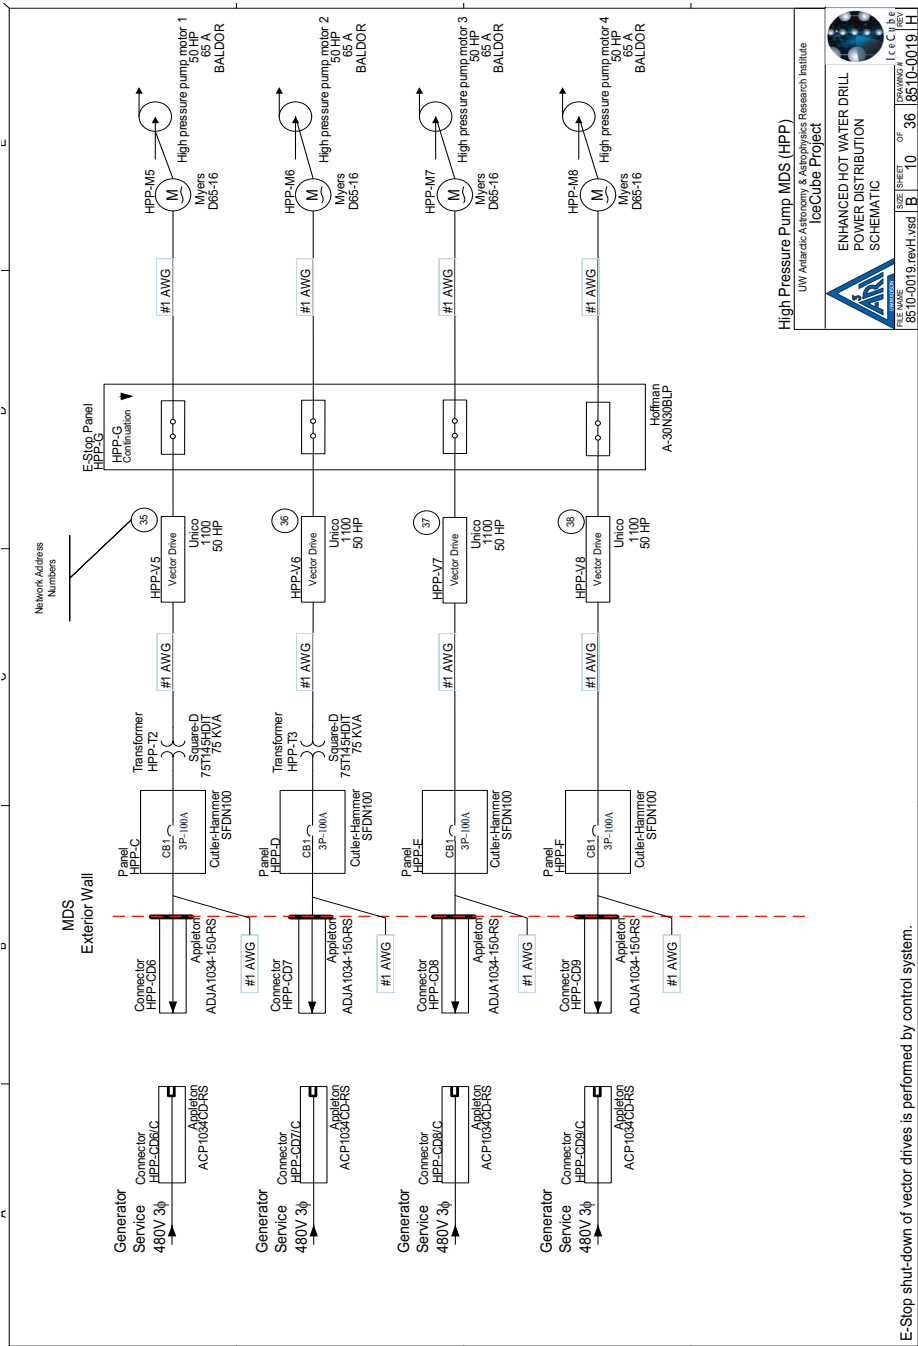 A
B
C
D
E
Generator
Service
480V 3ϕ
Connector
HPP-CD6/C
Appleton
ACP1034CD-RS
Connector
HPP-CD6
Appleton
ADJA1034-150-RS
#1 AWG
MDS
Exterior Wall
Panel
HPP-C
CB1
3P-100A
Cutler-Hammer
SFDN100
Transformer
HPP-T2
Square-D
75T145HDIT
75 KVA
#1 AWG
Network Address
Numbers
35
HPP-V5
Vector Drive
Unico
1100
50 HP
E-Stop Panel
HPP-G
HPP-G
Continuation
#1 AWG
HPP-M5
M
Myers
D65-16
High pressure pump motor 1
50 HP
65 A
BALDOR
Generator
Service
480V 3ϕ
Connector
HPP-CD7/C
Appleton
ACP1034CD-RS
Connector
HPP-CD7
Appleton
ADJA1034-150-RS
#1 AWG
Panel
HPP-D
CB1
3P-100A
Cutler-Hammer
SFDN100
Transformer
HPP-T3
Square-D
75T145HDIT
75 KVA
#1 AWG
36
HPP-V6
Vector Drive
Unico
1100
50 HP
#1 AWG
HPP-M6
M
Myers
D65-16
High pressure pump motor 2
50 HP
65 A
BALDOR
Generator
Service
480V 3ϕ
Connector
HPP-CD8/C
Appleton
ACP1034CD-RS
Connector
HPP-CD8
Appleton
ADJA1034-150-RS
#1 AWG
Panel
HPP-E
CB1
3P-100A
Cutler-Hammer
SFDN100
#1 AWG
37
HPP-V7
Vector Drive
Unico
1100
50 HP
#1 AWG
HPP-M7
M
Myers
D65-16
High pressure pump motor 3
50 HP
65 A
BALDOR
Generator
Service
480V 3ϕ
Connector
HPP-CD9/C
Appleton
ACP1034CD-RS
Connector
HPP-CD9
Appleton
ADJA1034-150-RS
#1 AWG
Panel
HPP-F
CB1
3P-100A
Cutler-Hammer
SFDN100
#1 AWG
38
HPP-V8
Vector Drive
Unico
1100
50 HP
Hoffman
A-30N30BLP
#1 AWG
HPP-M8
M
Myers
D65-16
High pressure pump motor 4
50 HP
65 A
BALDOR
High Pressure Pump MDS (HPP)
UW Antarctic Astronomy & Astrophysics Research Institute
IceCube Project
A3RI
UW-MADISON
ENHANCED HOT WATER DRILL
POWER DISTRIBUTION
SCHEMATIC
IceCube
FILE NAME
8510-0019.revH.vsd
SIZE
B
SHEET
10
OF
36
DRAWING #
8510-0019
REV
H
E-Stop shut-down of vector drives is performed by control system.